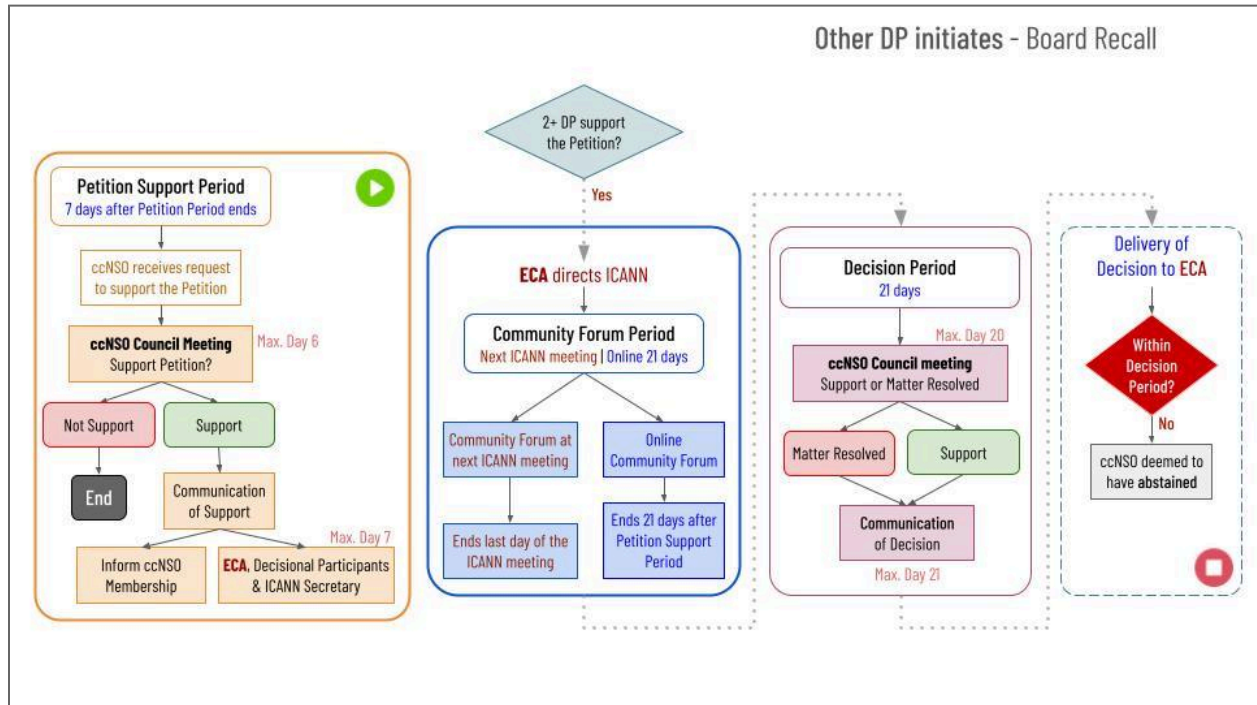 Other DP initiates - Board Recall
2+ DP support
the Petition?
Yes
Petition Support Period
7 days after Petition Period ends
ccNSO receives request
to support the Petition
ccNSO Council Meeting
Support Petition?
Max. Day 6
Not Support
Support
End
Communication
of Support
Max. Day 7
Inform ccNSO
Membership
ECA, Decisional Participants
& ICANN Secretary
ECA directs ICANN
Community Forum Period
Next ICANN meeting | Online 21 days
Community Forum at
next ICANN meeting
Online
Community Forum
Ends last day of the
ICANN meeting
Ends 21 days after
Petition Support
Period
Decision Period
21 days
Max. Day 20
ccNSO Council meeting
Support or Matter Resolved
Matter Resolved
Support
Communication
of Decision
Max. Day 21
Delivery of
Decision to ECA
Within
Decision
Period?
No
ccNSO deemed to
have abstained